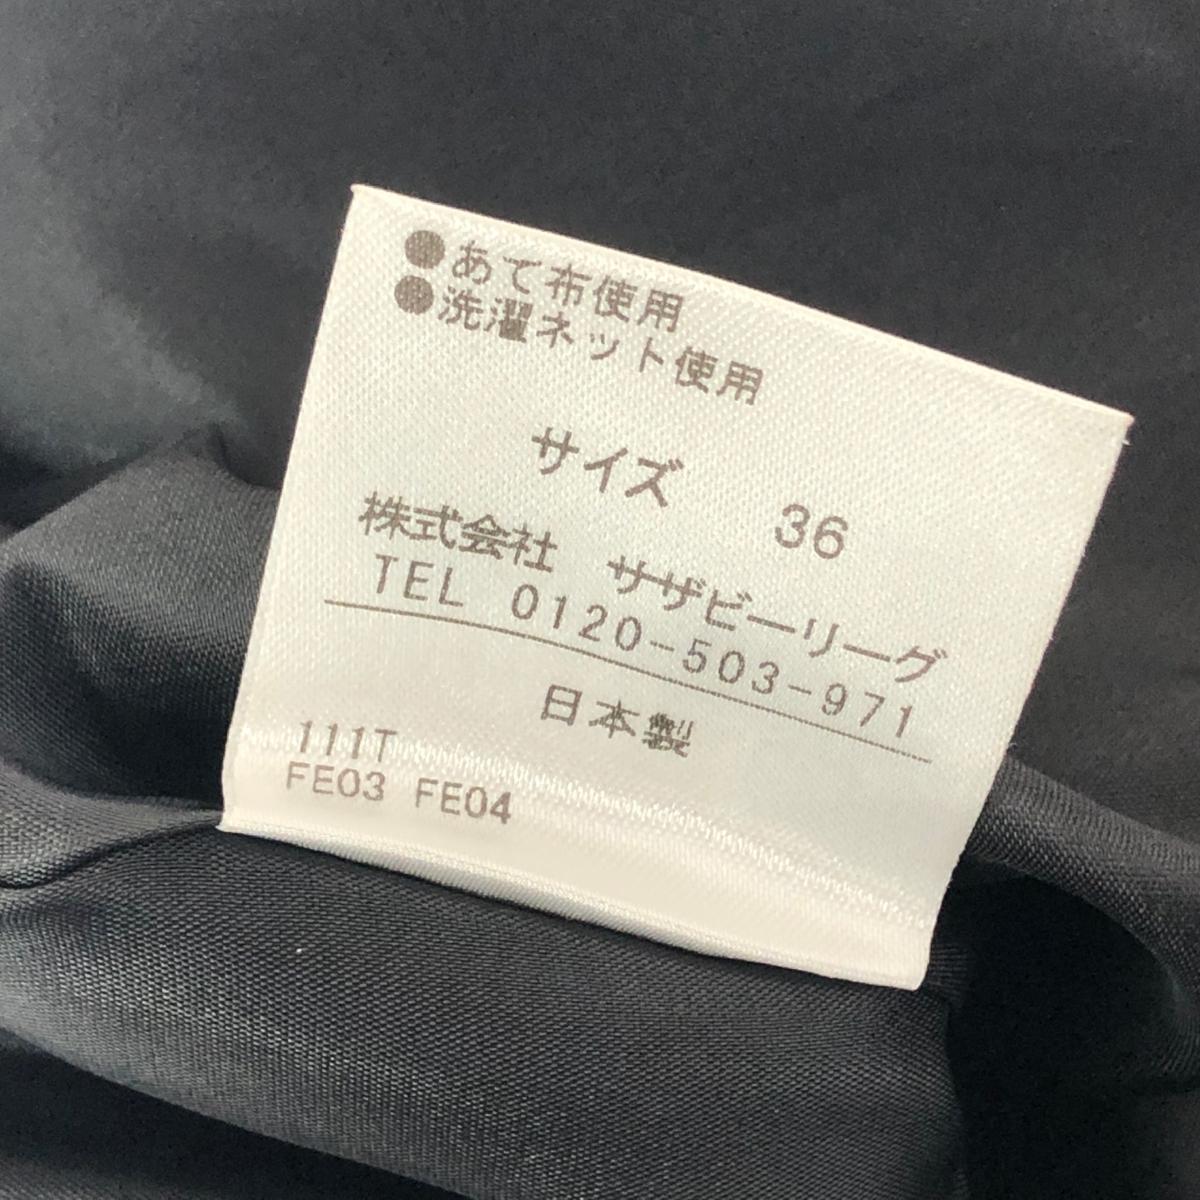 ●あて布使用
●洗濯ネット使用
サイズ 36
株式会社 サザビーリーグ
TEL 0120-503-971
日本製
111T
FE03 FE04